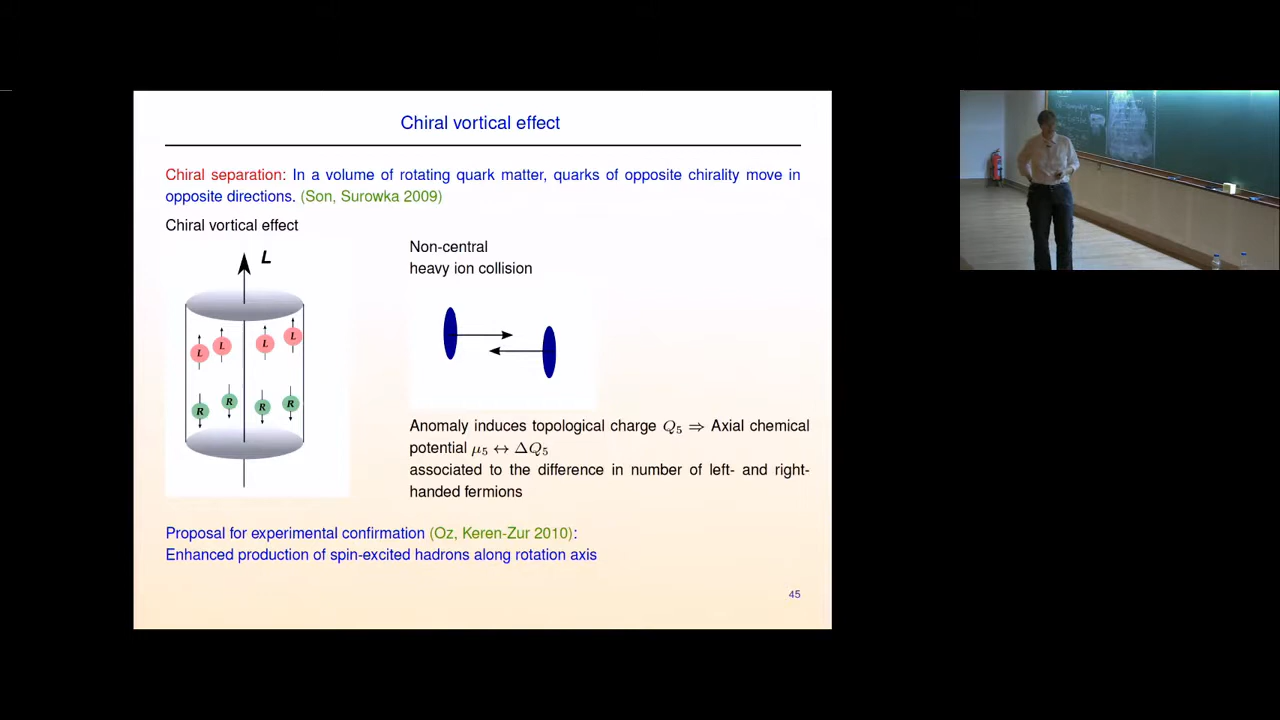 Chiral vortical effect
Chiral separation: In a volume of rotating quark matter, quarks of opposite chirality move in
opposite directions. (Son, Surowka 2009)
Chiral vortical effect
L
L
L
L
L
R
R
R
R
Non-central
heavy ion collision
Anomaly induces topological charge Q₅ ⇒ Axial chemical
potential μ₅ ↔ ΔQ₅
associated to the difference in number of left- and right-
handed fermions
Proposal for experimental confirmation (Oz, Keren-Zur 2010):
Enhanced production of spin-excited hadrons along rotation axis
45